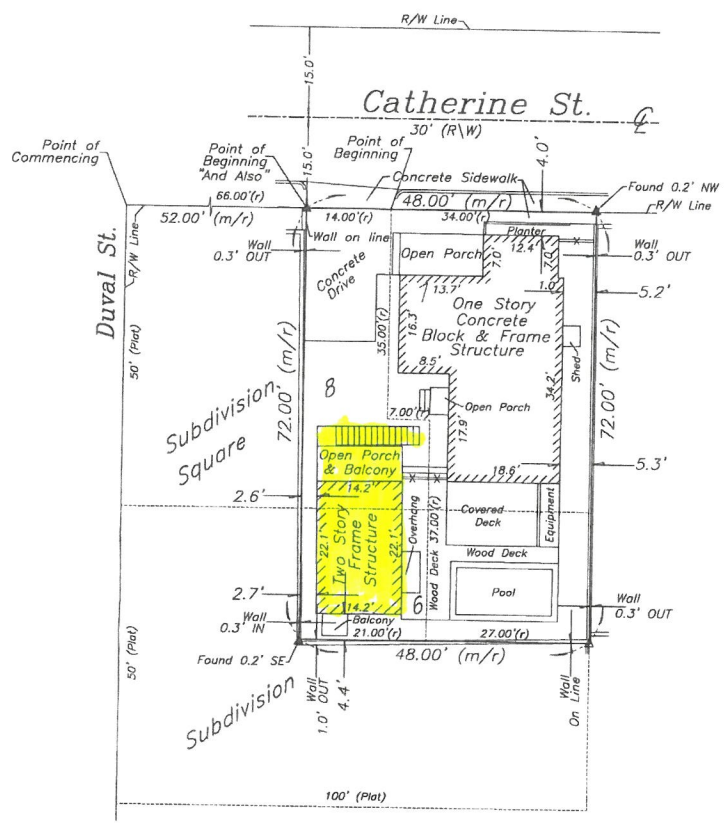 R/W Line
15.0'
Catherine St.
℄
30' (R\W)
15.0'
4.0'
Point of
Commencing
Point of
Beginning
"And Also"
Point of
Beginning
Concrete Sidewalk
Found 0.2' NW
R/W Line
66.00'(r)
52.00' (m/r)
48.00' (m/r)
14.00'(r)
34.00'(r)
Wall on line
Wall
0.3' OUT
Planter
12.4'
Wall
0.3' OUT
R/W Line
Duval St.
50' (Plat)
Concrete
Drive
Open Porch
7.0'
7.0'
1.0'
5.2'
13.7'
One Story
Concrete
Block & Frame
Structure
16.3'
35.00'(r)
8.5'
Shed
34.2'
72.00' (m/r)
72.00' (m/r)
8
Open Porch
7.00'(r)
17.9'
Subdivision
Square
Open Porch
& Balcony
14.2'
18.6'
5.3'
2.6'
Two Story
Frame
Structure
22.1'
22.1'
Overhang
Wood Deck
37.00'(r)
Covered
Deck
Equipment
Wood Deck
Pool
2.7'
14.2'
6
Wall
0.3' IN
Balcony
21.00'(r)
27.00'(r)
Wall
0.3' OUT
48.00' (m/r)
Found 0.2' SE
50' (Plat)
Subdivision
Wall
1.0' OUT
4.4'
Wall
On Line
100' (Plat)